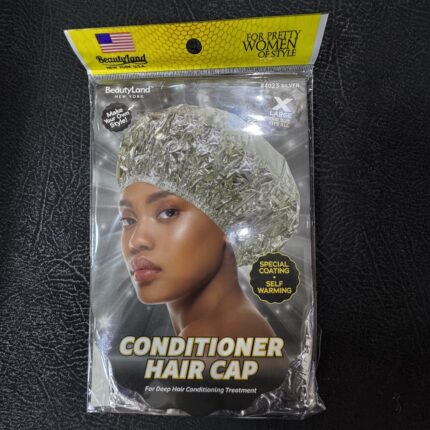 FOR PRETTY
WOMEN
OF STYLE
BeautyLand
NEW YORK U.S.A
BeautyLand
NEW YORK
#4023 SILVER
Make
Your Own
Style!
X
LARGE
SPECIAL
COATING
+
SELF
WARMING
CONDITIONER
HAIR CAP
For Deep Hair Conditioning Treatment